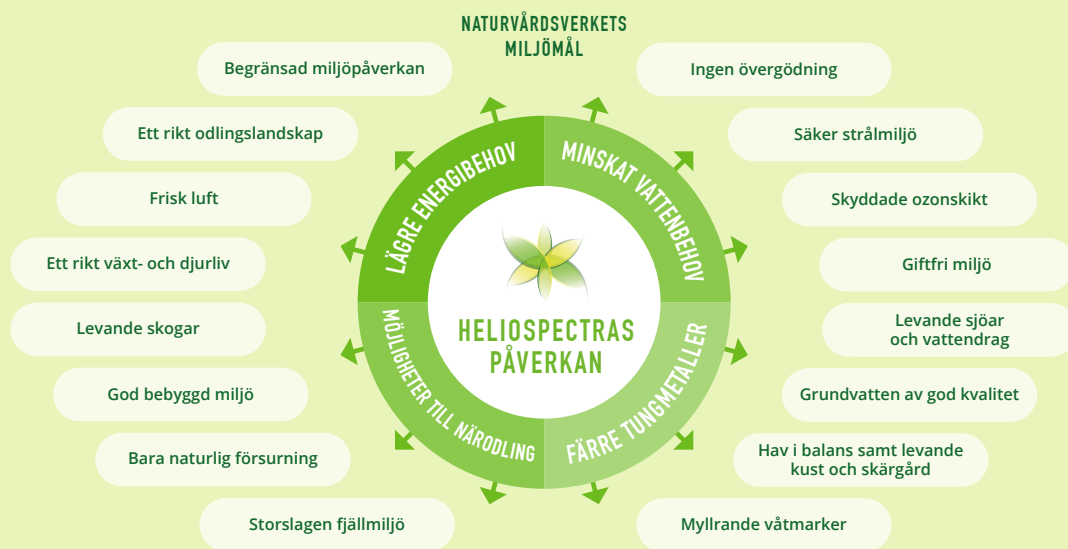 NATURVÅRDSVERKETS
MILJÖMÅL
Begränsad miljöpåverkan
Ett rikt odlingslandskap
Frisk luft
Ett rikt växt- och djurliv
Levande skogar
God bebyggd miljö
Bara naturlig försurning
Storslagen fjällmiljö
LÄGRE ENERGIBEHOV
MINSKAT VATTENBEHOV
HELIOSPECTRAS
PÅVERKAN
MÖJLIGHETER TILL NÄRODLING
FÄRRE TUNGMETALLER
Ingen övergödning
Säker strålmiljö
Skyddade ozonskikt
Giftfri miljö
Levande sjöar
och vattendrag
Grundvatten av god kvalitet
Hav i balans samt levande
kust och skärgård
Myllrande våtmarker